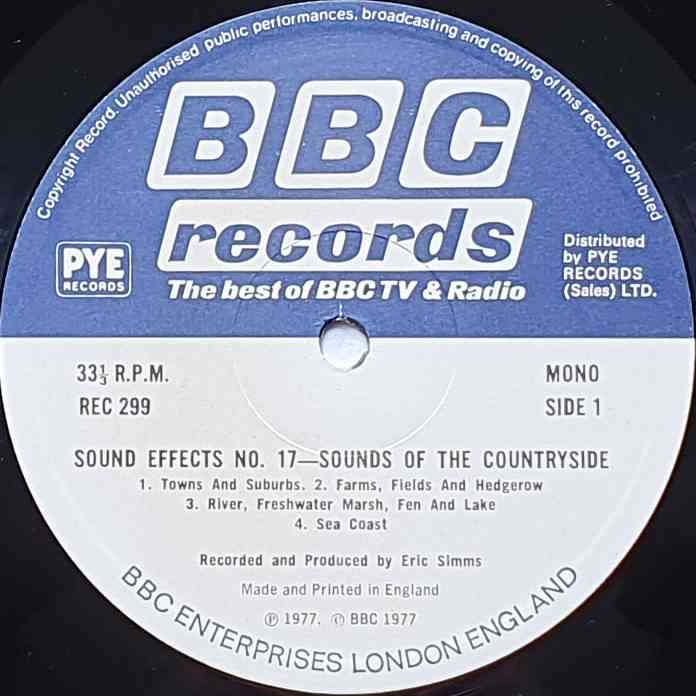 Copyright Record. Unauthorised public performances, broadcasting and copying of this record prohibited
BBC
records
The best of BBC TV & Radio
PYE
RECORDS
Distributed
by PYE
RECORDS
(Sales) LTD.
33⅓ R.P.M.
REC 299
MONO
SIDE 1
SOUND EFFECTS NO. 17—SOUNDS OF THE COUNTRYSIDE
1. Towns And Suburbs. 2. Farms, Fields And Hedgerow
3. River, Freshwater Marsh, Fen And Lake
4. Sea Coast
Recorded and Produced by Eric Simms
Made and Printed in England
℗ 1977. © BBC 1977
BBC ENTERPRISES LONDON ENGLAND